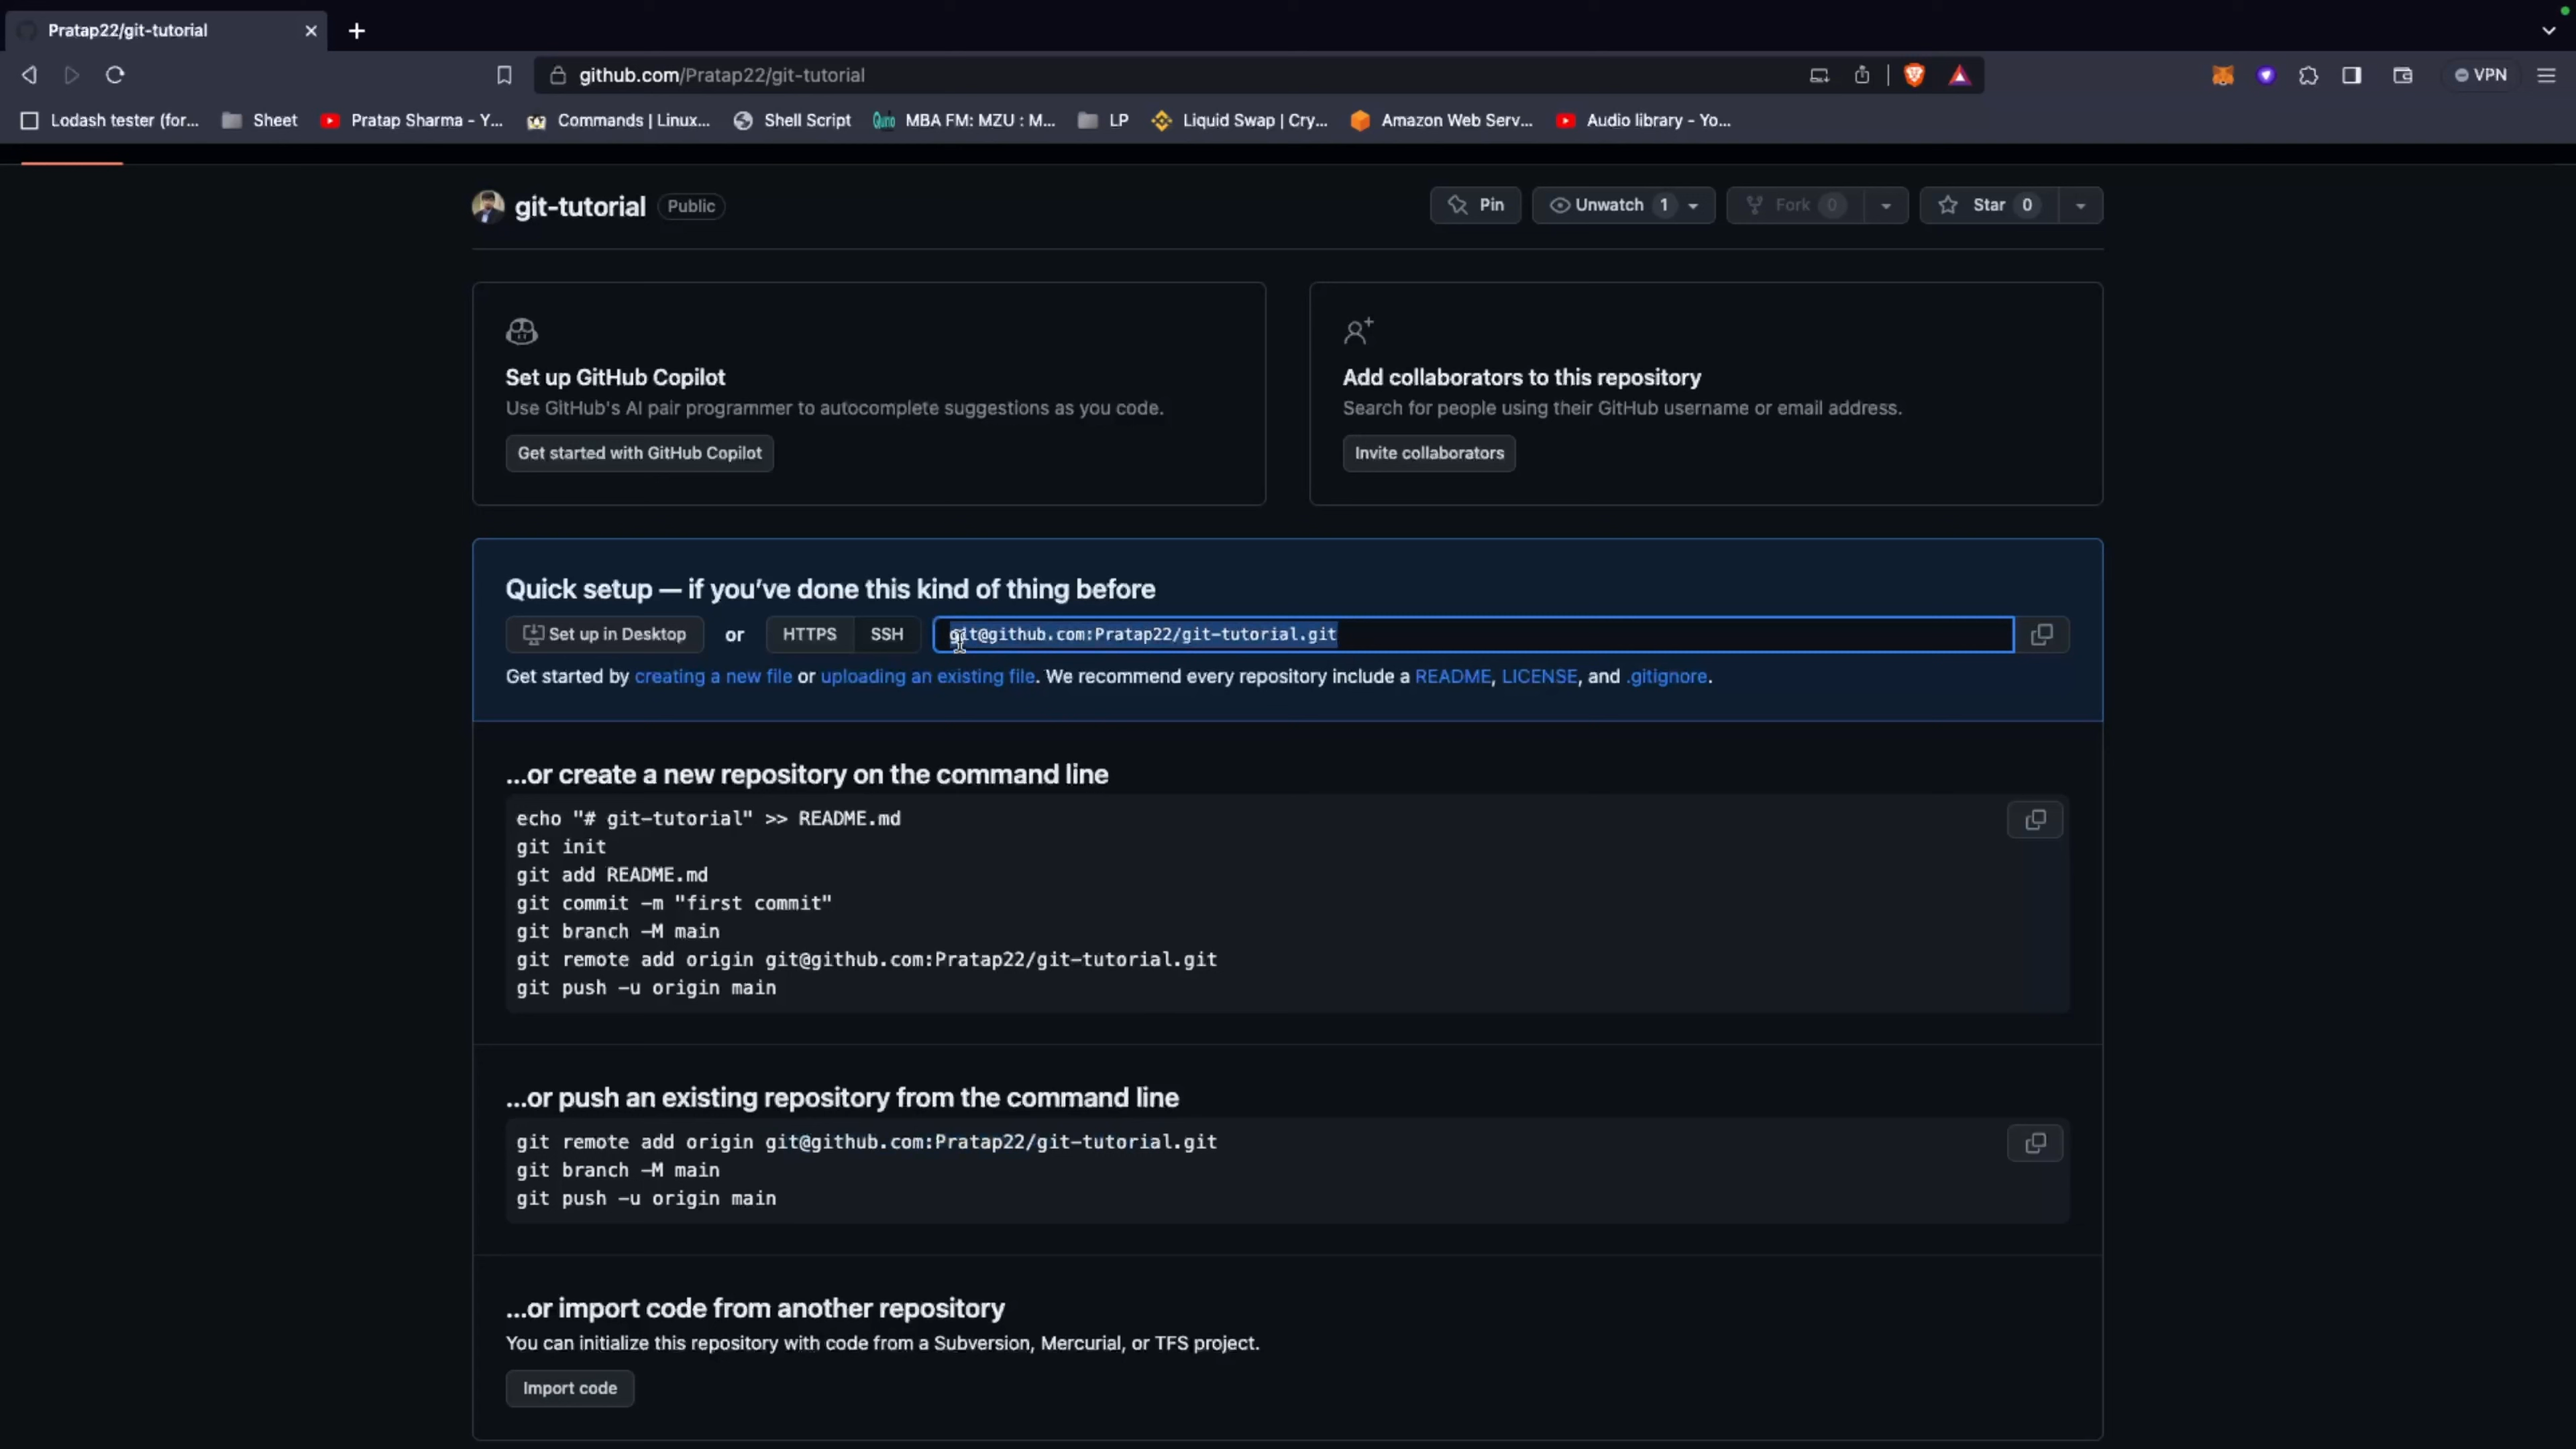 Pratap22/git-tutorial
github.com/Pratap22/git-tutorial
VPN
Lodash tester (for... Sheet Pratap Sharma - Y... Commands | Linux... Shell Script MBA FM: MZU : M... LP Liquid Swap | Cry... Amazon Web Serv... Audio library - Yo...
git-tutorial Public Pin Unwatch 1 Fork 0 Star 0
Set up GitHub Copilot
Use GitHub's AI pair programmer to autocomplete suggestions as you code.
Get started with GitHub Copilot
Add collaborators to this repository
Search for people using their GitHub username or email address.
Invite collaborators
Quick setup — if you've done this kind of thing before
Set up in Desktop or HTTPS SSH git@github.com:Pratap22/git-tutorial.git
Get started by creating a new file or uploading an existing file. We recommend every repository include a README, LICENSE, and .gitignore.
...or create a new repository on the command line
echo "# git-tutorial" >> README.md
git init
git add README.md
git commit -m "first commit"
git branch -M main
git remote add origin git@github.com:Pratap22/git-tutorial.git
git push -u origin main
...or push an existing repository from the command line
git remote add origin git@github.com:Pratap22/git-tutorial.git
git branch -M main
git push -u origin main
...or import code from another repository
You can initialize this repository with code from a Subversion, Mercurial, or TFS project.
Import code